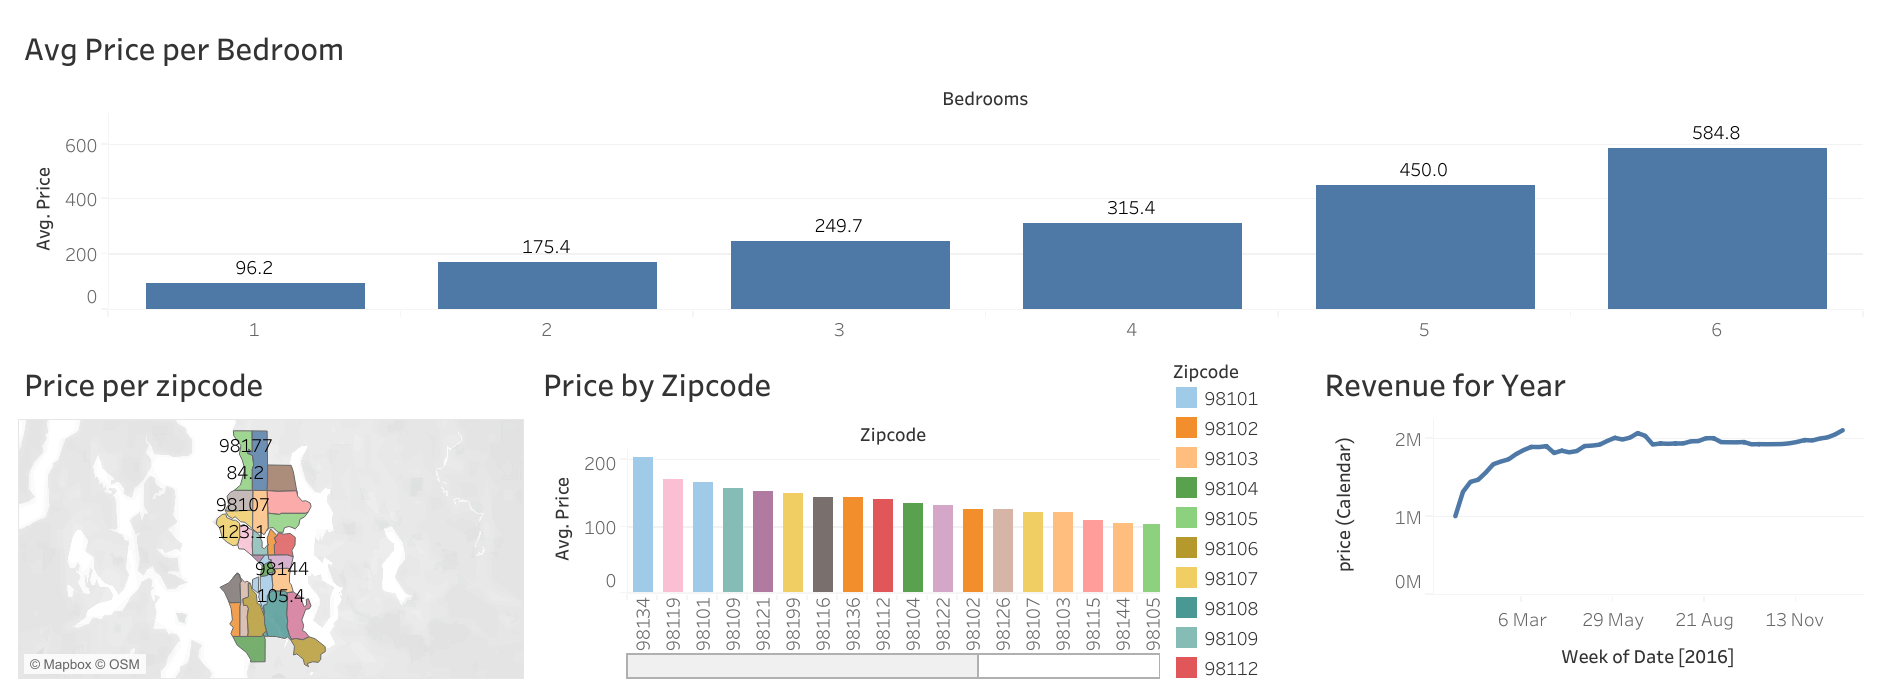 Avg Price per Bedroom
Bedrooms
Avg. Price
600
400
200
0
96.2
175.4
249.7
315.4
450.0
584.8
1
2
3
4
5
6
Price per zipcode
98177
84.2
98107
123.1
98144
105.4
© Mapbox © OSM
Price by Zipcode
Zipcode
Avg. Price
200
100
0
98134
98119
98101
98109
98121
98199
98116
98136
98112
98104
98122
98102
98126
98107
98103
98115
98144
98105
Zipcode
98101
98102
98103
98104
98105
98106
98107
98108
98109
98112
Revenue for Year
price (Calendar)
2M
1M
0M
6 Mar
29 May
21 Aug
13 Nov
Week of Date [2016]